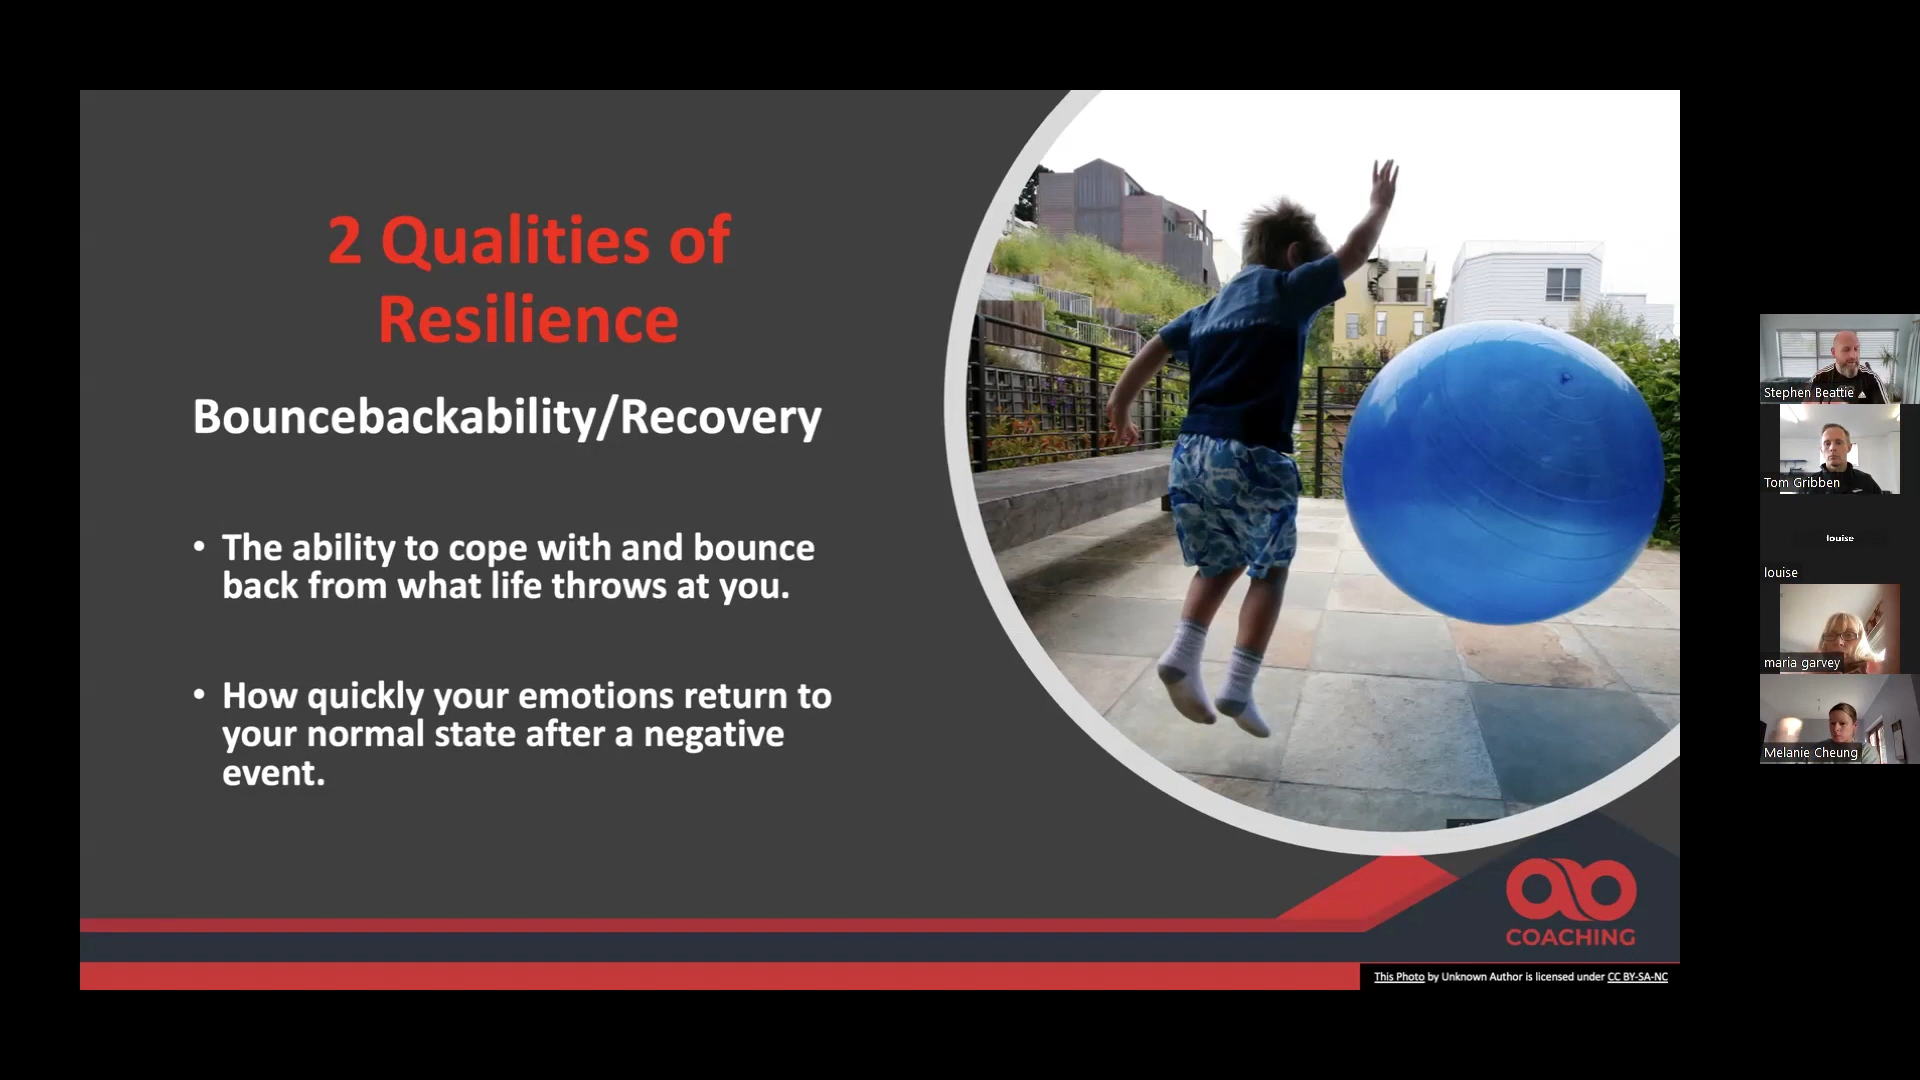 2 Qualities of
Resilience
Bouncebackability/Recovery
• The ability to cope with and bounce
back from what life throws at you.
• How quickly your emotions return to
your normal state after a negative
event.
COACHING
This Photo by Unknown Author is licensed under CC BY-SA-NC
Stephen Beattie
Tom Gribben
louise
louise
maria garvey
Melanie Cheung